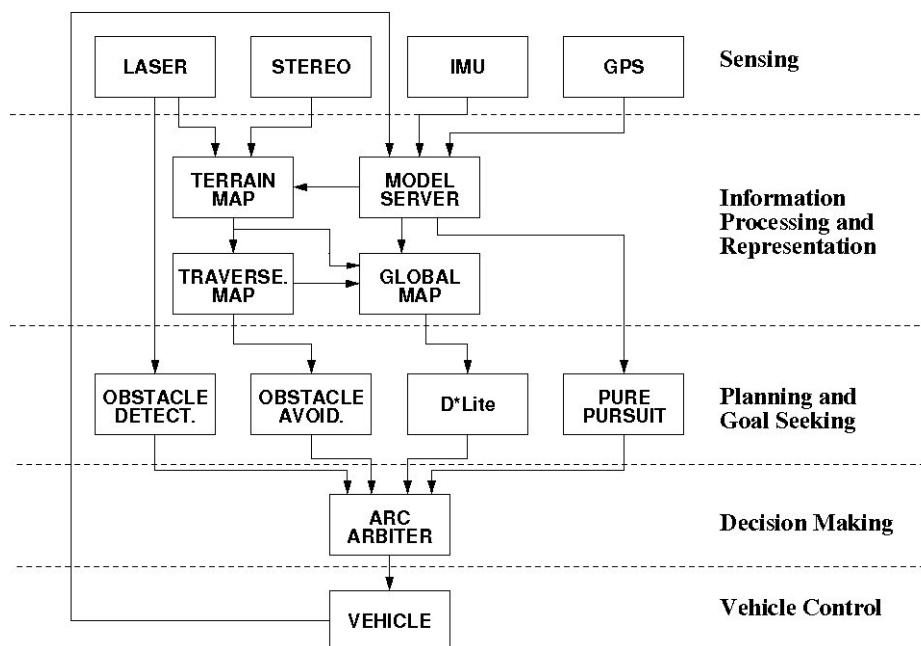 LASER
STEREO
IMU
GPS
Sensing
TERRAIN
MAP
MODEL
SERVER
Information
Processing and
Representation
TRAVERSE.
MAP
GLOBAL
MAP
OBSTACLE
DETECT.
OBSTACLE
AVOID.
D*Lite
PURE
PURSUIT
Planning and
Goal Seeking
ARC
ARBITER
Decision Making
VEHICLE
Vehicle Control